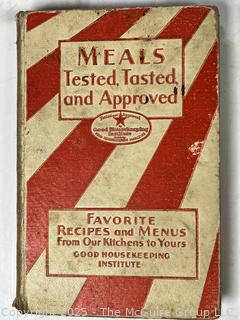 MEALS
Tested, Tasted,
and Approved
Good Housekeeping
Institute
FAVORITE
RECIPES and MENUS
From Our Kitchens to Yours
GOOD HOUSEKEEPING
INSTITUTE
2025 - The McGuire Group LLC